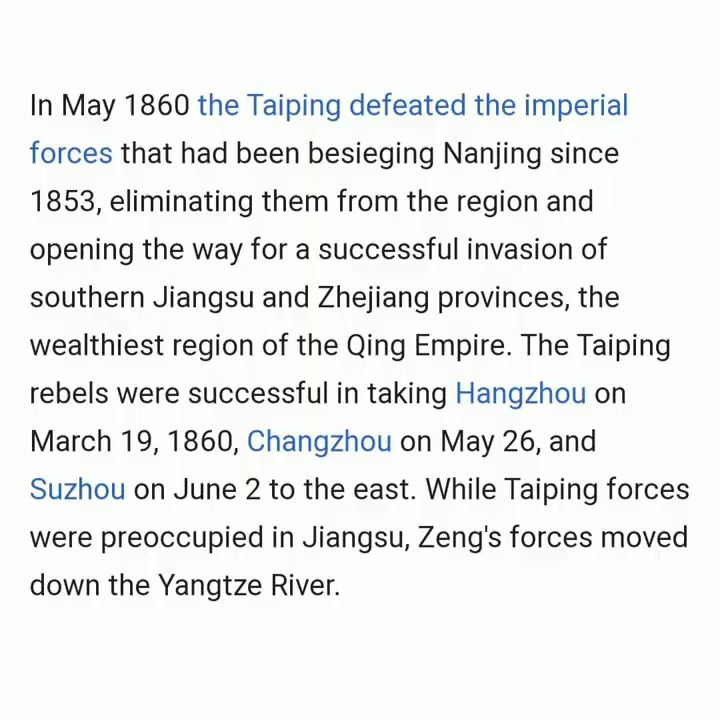 In May 1860 the Taiping defeated the imperial
forces that had been besieging Nanjing since
1853, eliminating them from the region and
opening the way for a successful invasion of
southern Jiangsu and Zhejiang provinces, the
wealthiest region of the Qing Empire. The Taiping
rebels were successful in taking Hangzhou on
March 19, 1860, Changzhou on May 26, and
Suzhou on June 2 to the east. While Taiping forces
were preoccupied in Jiangsu, Zeng's forces moved
down the Yangtze River.